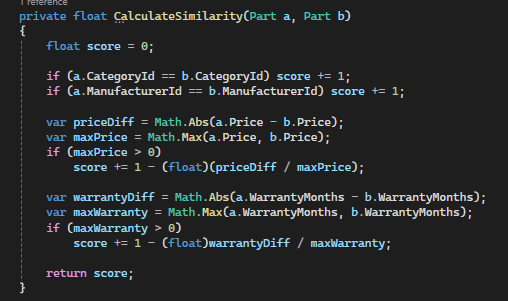 1 reference
private float CalculateSimilarity(Part a, Part b)
{
    float score = 0;

    if (a.CategoryId == b.CategoryId) score += 1;
    if (a.ManufacturerId == b.ManufacturerId) score += 1;

    var priceDiff = Math.Abs(a.Price - b.Price);
    var maxPrice = Math.Max(a.Price, b.Price);
    if (maxPrice > 0)
        score += 1 - (float)(priceDiff / maxPrice);

    var warrantyDiff = Math.Abs(a.WarrantyMonths - b.WarrantyMonths);
    var maxWarranty = Math.Max(a.WarrantyMonths, b.WarrantyMonths);
    if (maxWarranty > 0)
        score += 1 - (float)warrantyDiff / maxWarranty;

    return score;
}